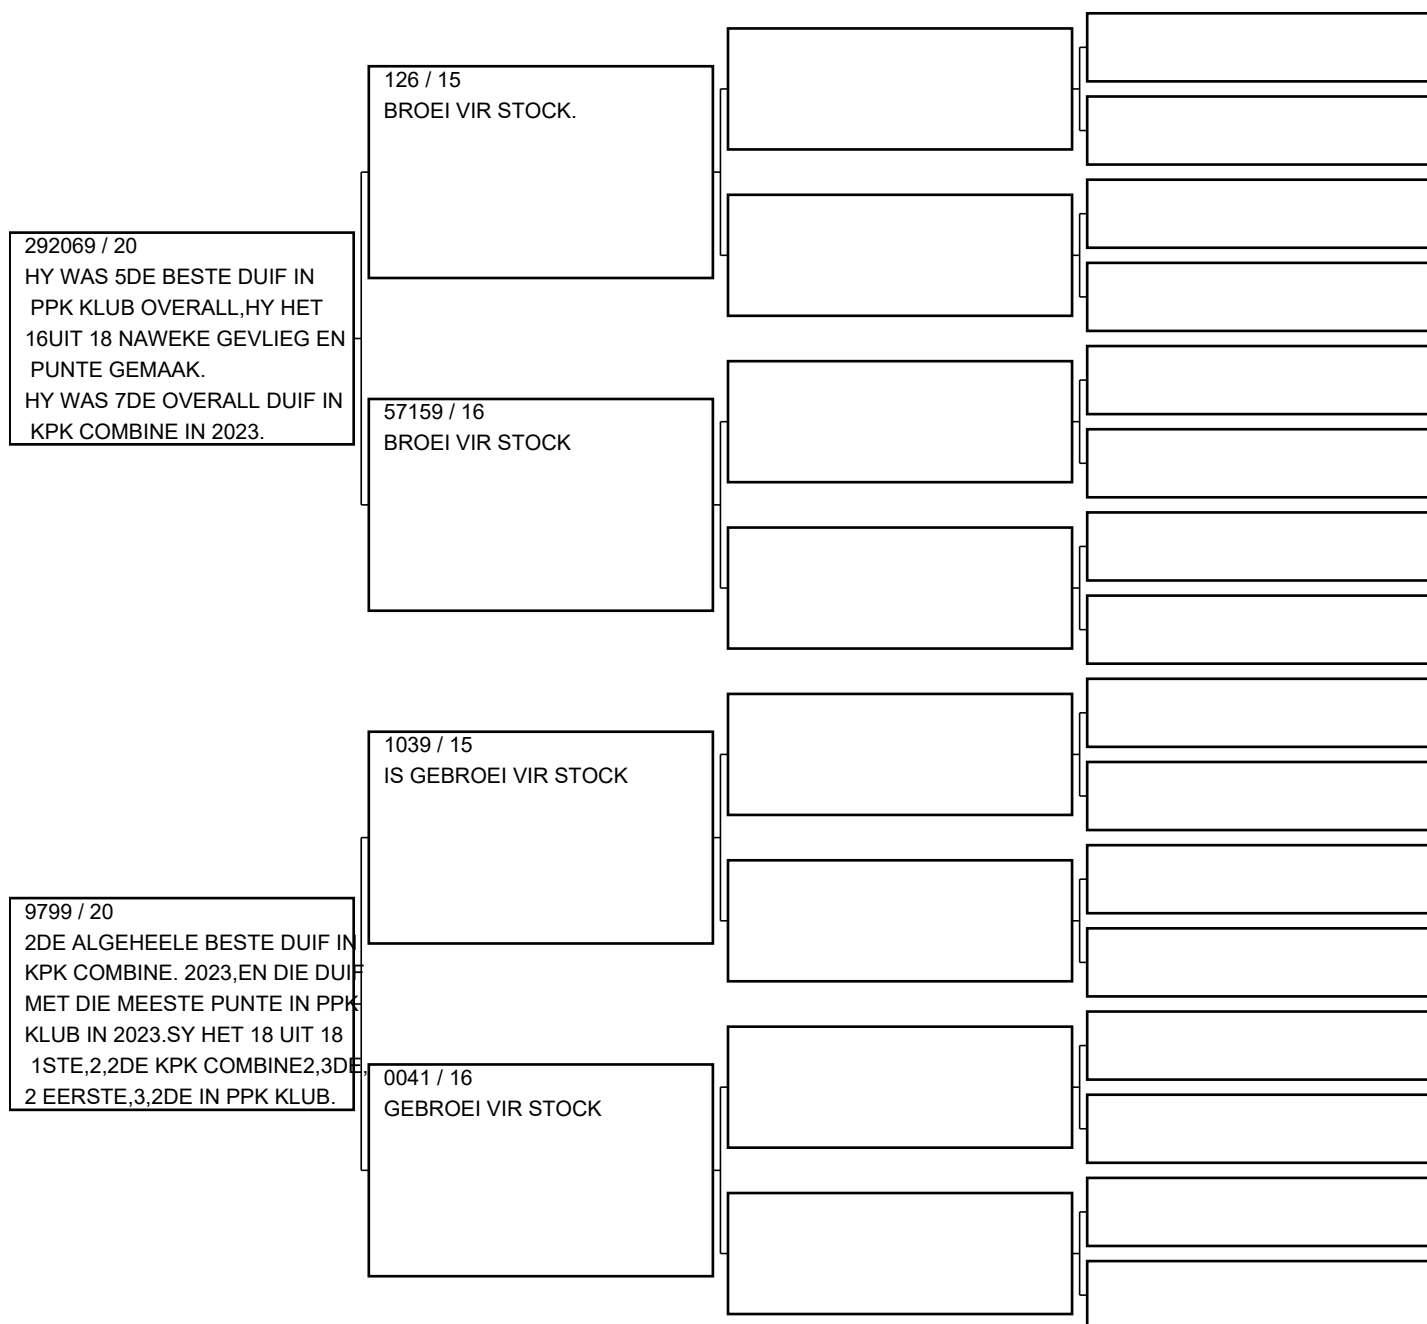 126 / 15
BROEI VIR STOCK.
292069 / 20
HY WAS 5DE BESTE DUIF IN
PPK KLUB OVERALL,HY HET
16UIT 18 NAWEKE GEVLIEG EN
PUNTE GEMAAK.
HY WAS 7DE OVERALL DUIF IN
KPK COMBINE IN 2023.
57159 / 16
BROEI VIR STOCK
1039 / 15
IS GEBROEI VIR STOCK
9799 / 20
2DE ALGEHEELE BESTE DUIF IN
KPK COMBINE. 2023,EN DIE DUIF
MET DIE MEESTE PUNTE IN PPK
KLUB IN 2023.SY HET 18 UIT 18
1STE,2,2DE KPK COMBINE2,3DE,
2 EERSTE,3,2DE IN PPK KLUB.
0041 / 16
GEBROEI VIR STOCK